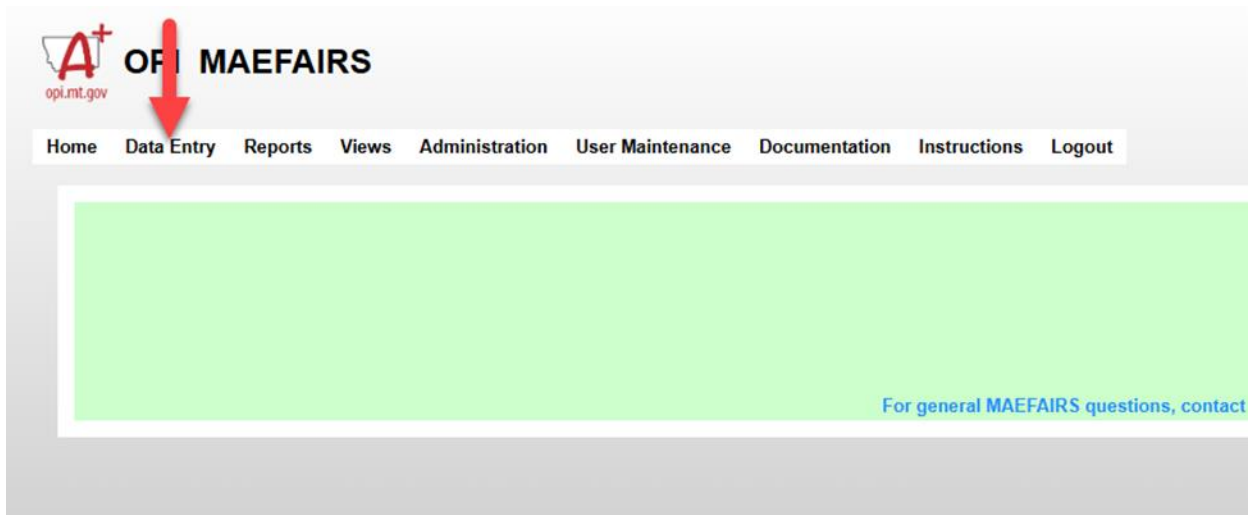 A+
opi.mt.gov
OPI MAEFAIRS
Home Data Entry Reports Views Administration User Maintenance Documentation Instructions Logout
For general MAEFAIRS questions, contact